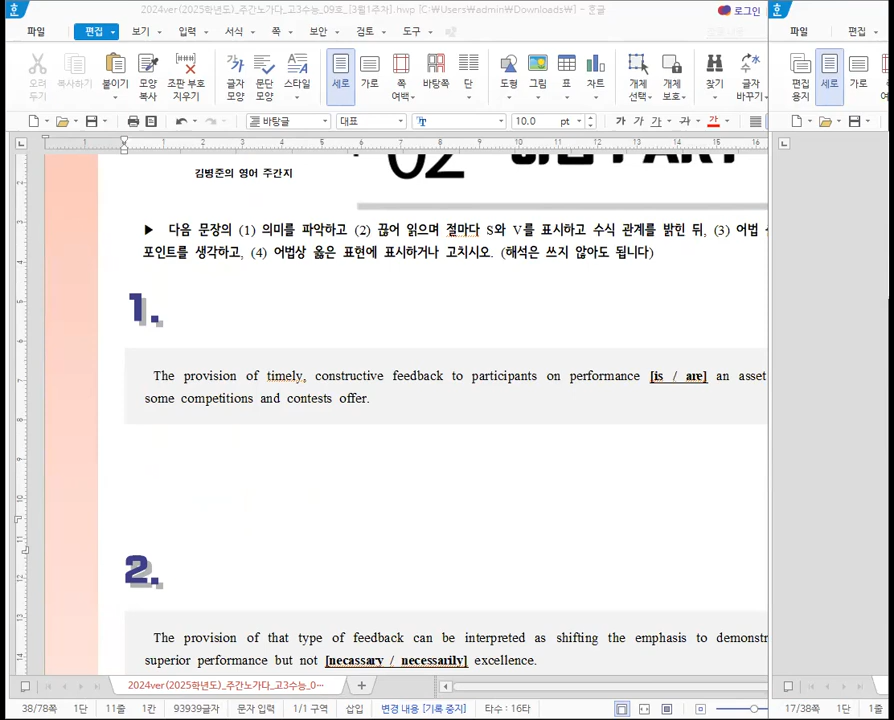 2024ver(2025학년도)_주간노가다_고3수능_09호_[3월1주차].hwp [C:₩Users₩admin₩Downloads₩] - 한글
로그인
파일 편집 보기 입력 서식 쪽 보안 검토 도구
파일 편집
오려 두기 복사하기 붙이기 모양 복사 조판 부호 지우기 글자 모양 문단 모양 스타일 세로 가로 쪽 여백 바탕쪽 단 도형 그림 표 차트 개체 선택 개체 보호 찾기 글자 바꾸기
편집 용지 세로 가로
바탕글 대표 10.0 pt 가 가 가 가 가
02
김병준의 영어 주간지
▶ 다음 문장의 (1) 의미를 파악하고 (2) 끊어 읽으며 절마다 S와 V를 표시하고 수식 관계를 밝힌 뒤, (3) 어법
포인트를 생각하고, (4) 어법상 옳은 표현에 표시하거나 고치시오. (해석은 쓰지 않아도 됩니다)
1.
The provision of timely, constructive feedback to participants on performance [is / are] an asset
some competitions and contests offer.
2.
The provision of that type of feedback can be interpreted as shifting the emphasis to demonstr
superior performance but not [necassary / necessarily] excellence.
2024ver(2025학년도)_주간노가다_고3수능_0···
38/78쪽 1단 11줄 1칸 93939글자 문자 입력 1/1 구역 삽입 변경 내용 [기록 중지] 타수 : 16타
17/38쪽 1단 1줄